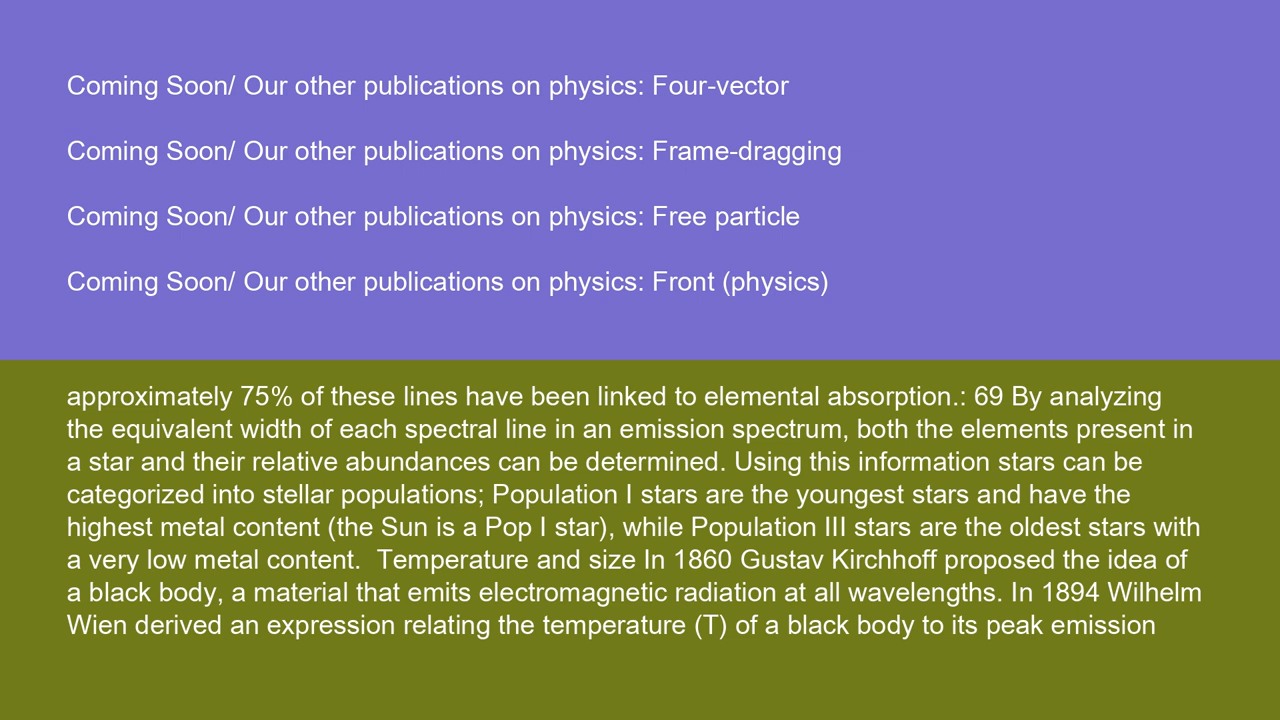 Coming Soon/ Our other publications on physics: Four-vector
Coming Soon/ Our other publications on physics: Frame-dragging
Coming Soon/ Our other publications on physics: Free particle
Coming Soon/ Our other publications on physics: Front (physics)
approximately 75% of these lines have been linked to elemental absorption.: 69 By analyzing
the equivalent width of each spectral line in an emission spectrum, both the elements present in
a star and their relative abundances can be determined. Using this information stars can be
categorized into stellar populations; Population I stars are the youngest stars and have the
highest metal content (the Sun is a Pop I star), while Population III stars are the oldest stars with
a very low metal content.  Temperature and size In 1860 Gustav Kirchhoff proposed the idea of
a black body, a material that emits electromagnetic radiation at all wavelengths. In 1894 Wilhelm
Wien derived an expression relating the temperature (T) of a black body to its peak emission